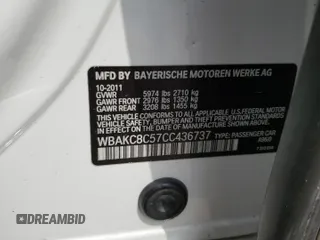 MFD BY BAYERISCHE MOTOREN WERKE AG
10-2011
GVWR 5974 lbs 2710 kg
GAWR FRONT 2976 lbs 1350 kg
GAWR REAR 3208 lbs 1455 kg
THIS VEHICLE CONFORMS TO ALL APPLICABLE
U.S. FEDERAL MOTOR VEHICLE SAFETY,
BUMPER, AND THEFT PREVENTION STANDARDS
IN EFFECT ON THE DATE OF
MANUFACTURE SHOWN ABOVE.
WBAKC8C57CC436737 TYPE: PASSENGER CAR
DREAMBID